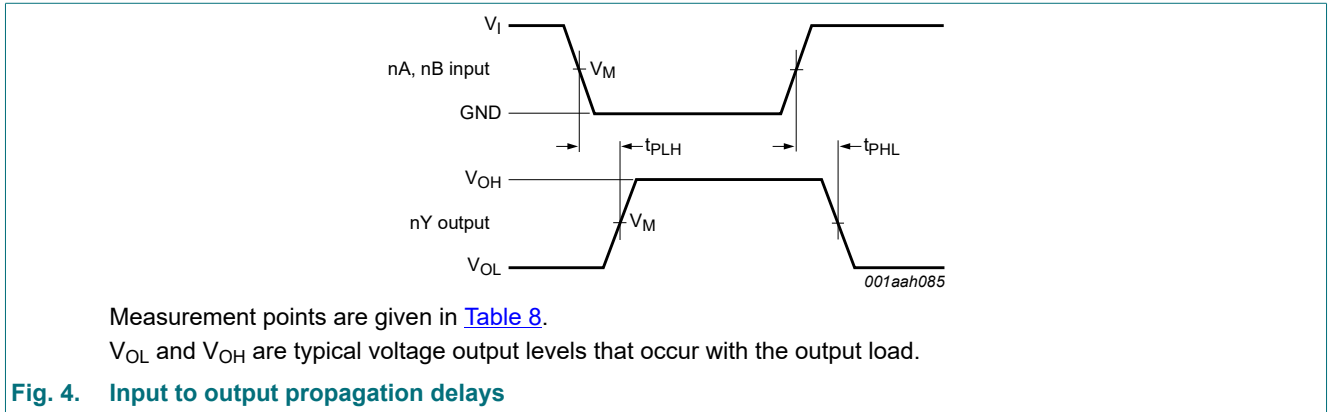 VI
nA, nB input
VM
GND
tPLH
tPHL
VOH
nY output
VM
VOL
001aah085
Measurement points are given in Table 8.
VOL and VOH are typical voltage output levels that occur with the output load.
Fig. 4. Input to output propagation delays